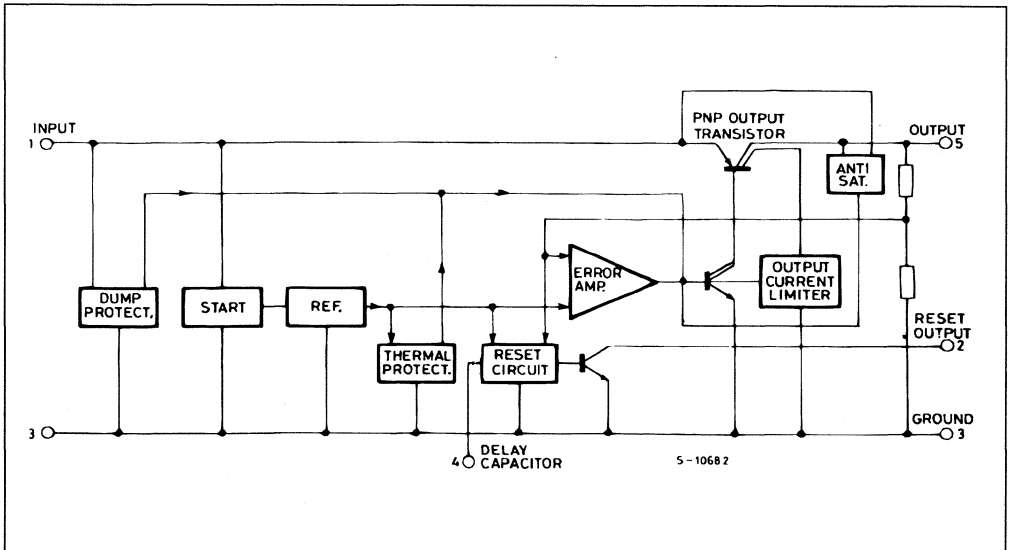 INPUT
1
PNP OUTPUT
TRANSISTOR
OUTPUT
5
ANTI
SAT.
DUMP
PROTECT.
START
REF.
ERROR
AMP.
OUTPUT
CURRENT
LIMITER
THERMAL
PROTECT.
RESET
CIRCUIT
RESET
OUTPUT
2
3
GROUND
3
4
DELAY
CAPACITOR
S-10682